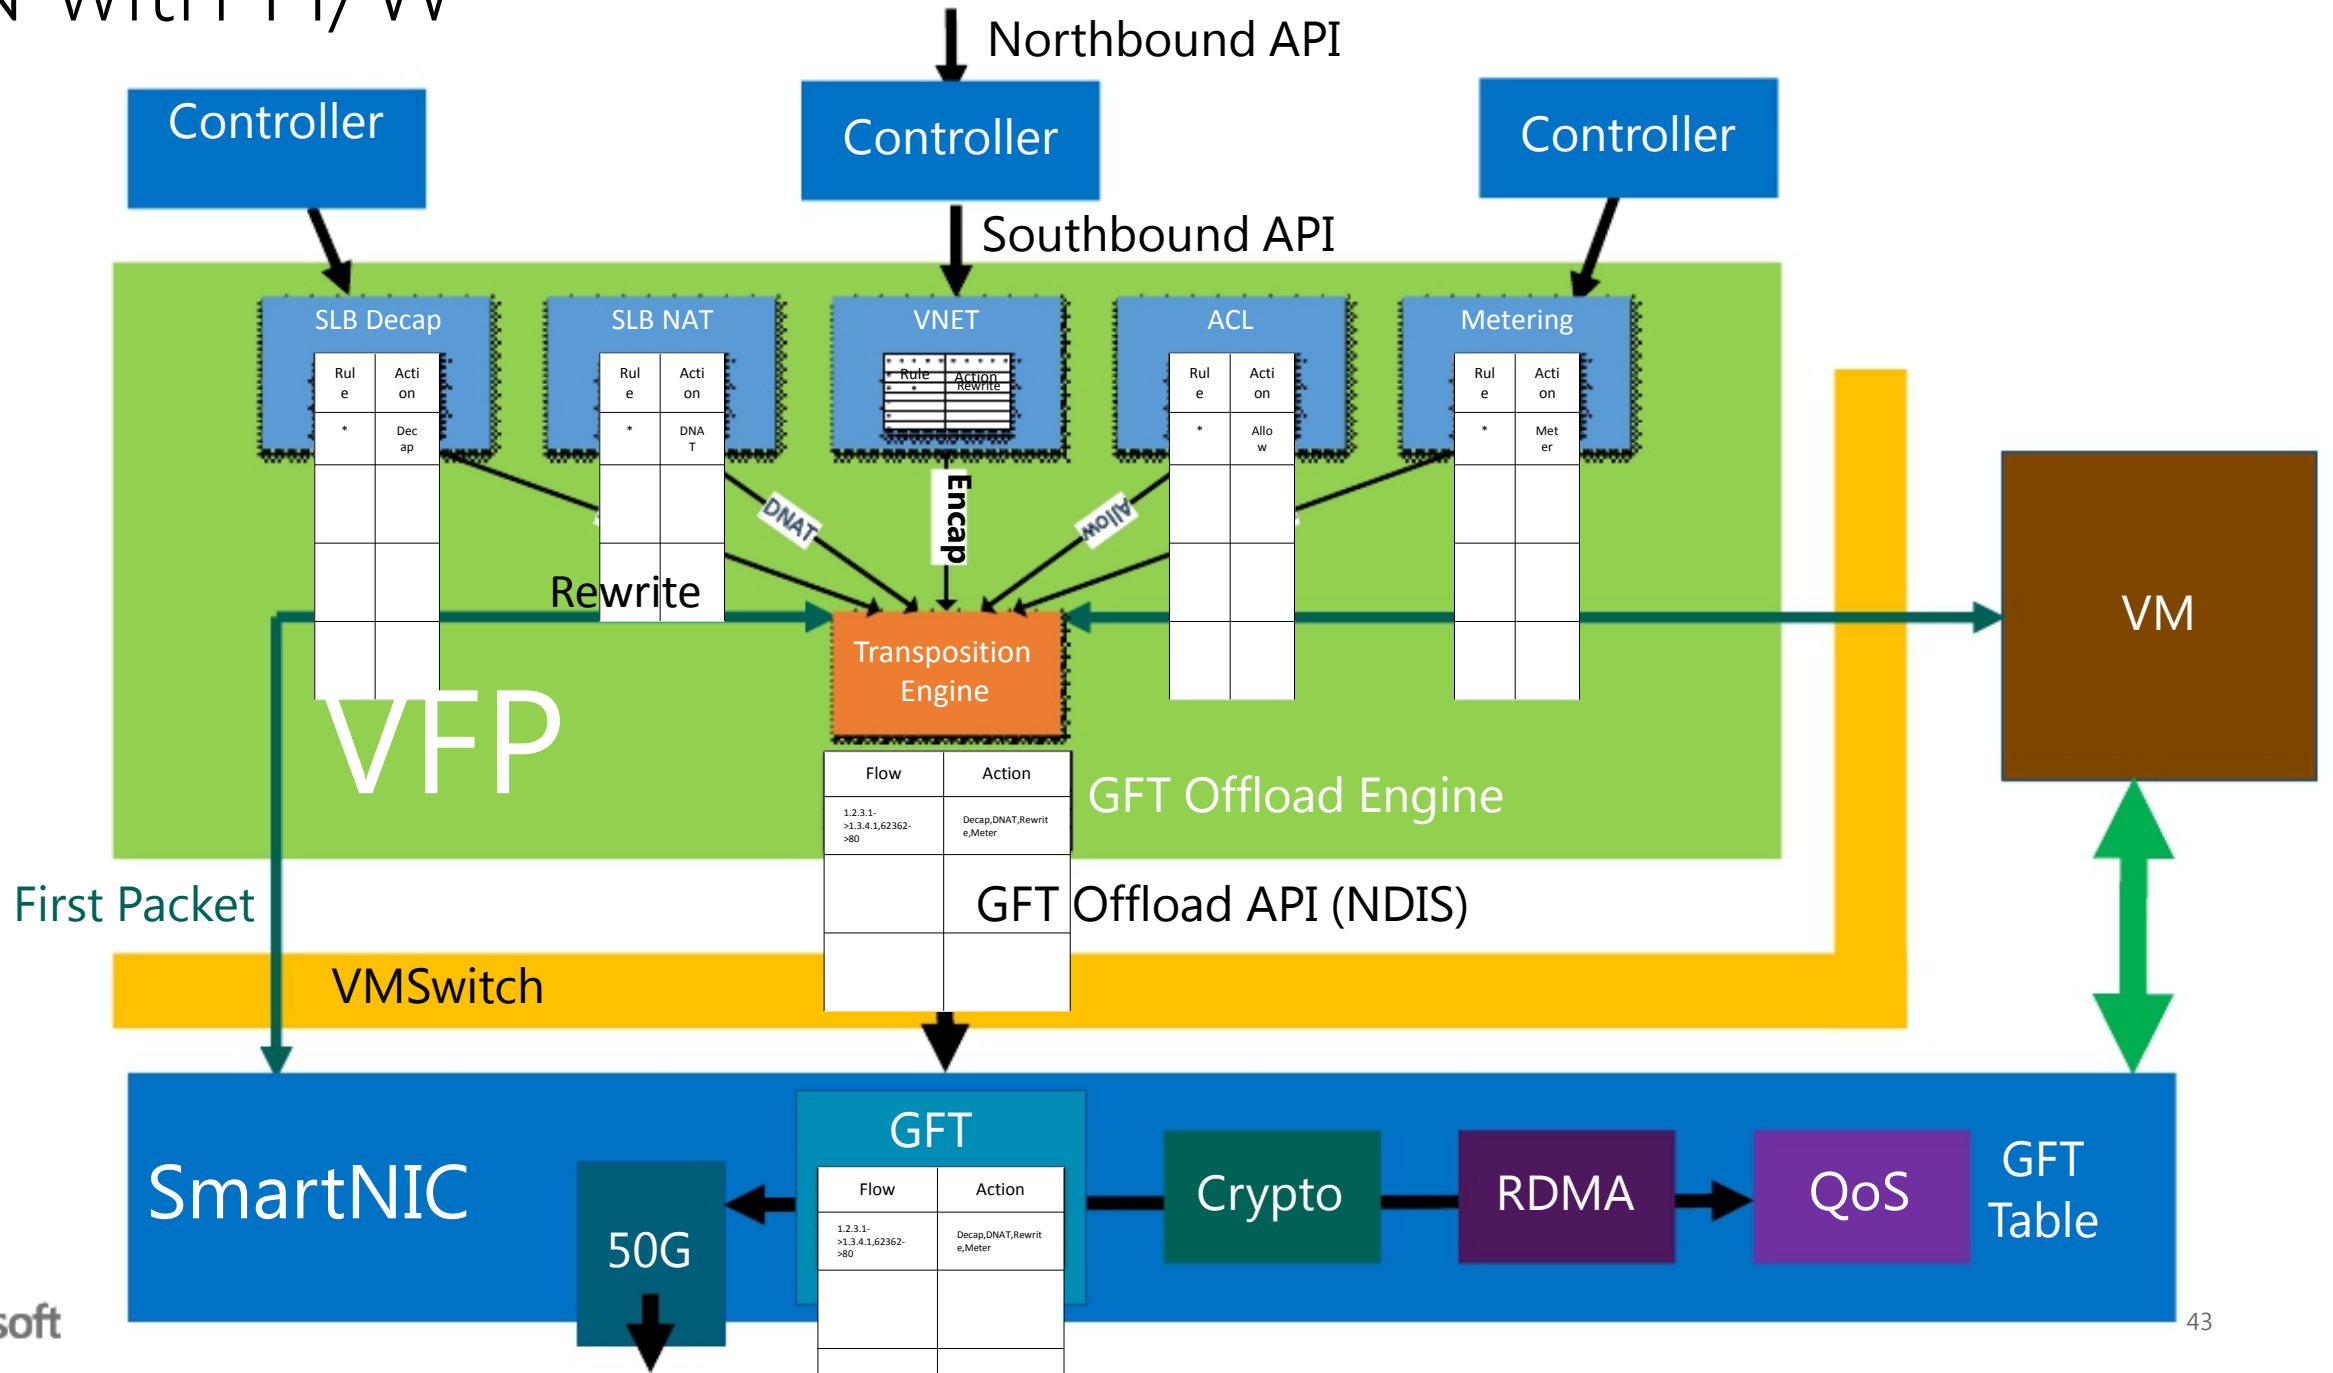 Northbound API
Controller
Controller
Controller
Southbound API
SLB Decap
SLB NAT
VNET
ACL
Metering
Rul
e
Acti
on
*
Dec
ap
Rul
e
Acti
on
*
DNA
T
Rule
Action
*
Rewrite
Rul
e
Acti
on
*
Allo
w
Rul
e
Acti
on
*
Met
er
DNAT
Encap
Allow
Rewrite
Transposition
Engine
VM
VFP
Flow
Action
1.2.3.1-
>1.3.4.1,62362-
>80
Decap,DNAT,Rewrit
e,Meter
GFT Offload Engine
First Packet
GFT Offload API (NDIS)
VMSwitch
SmartNIC
50G
GFT
Flow
Action
1.2.3.1-
>1.3.4.1,62362-
>80
Decap,DNAT,Rewrit
e,Meter
Crypto
RDMA
QoS
GFT
Table
soft
43